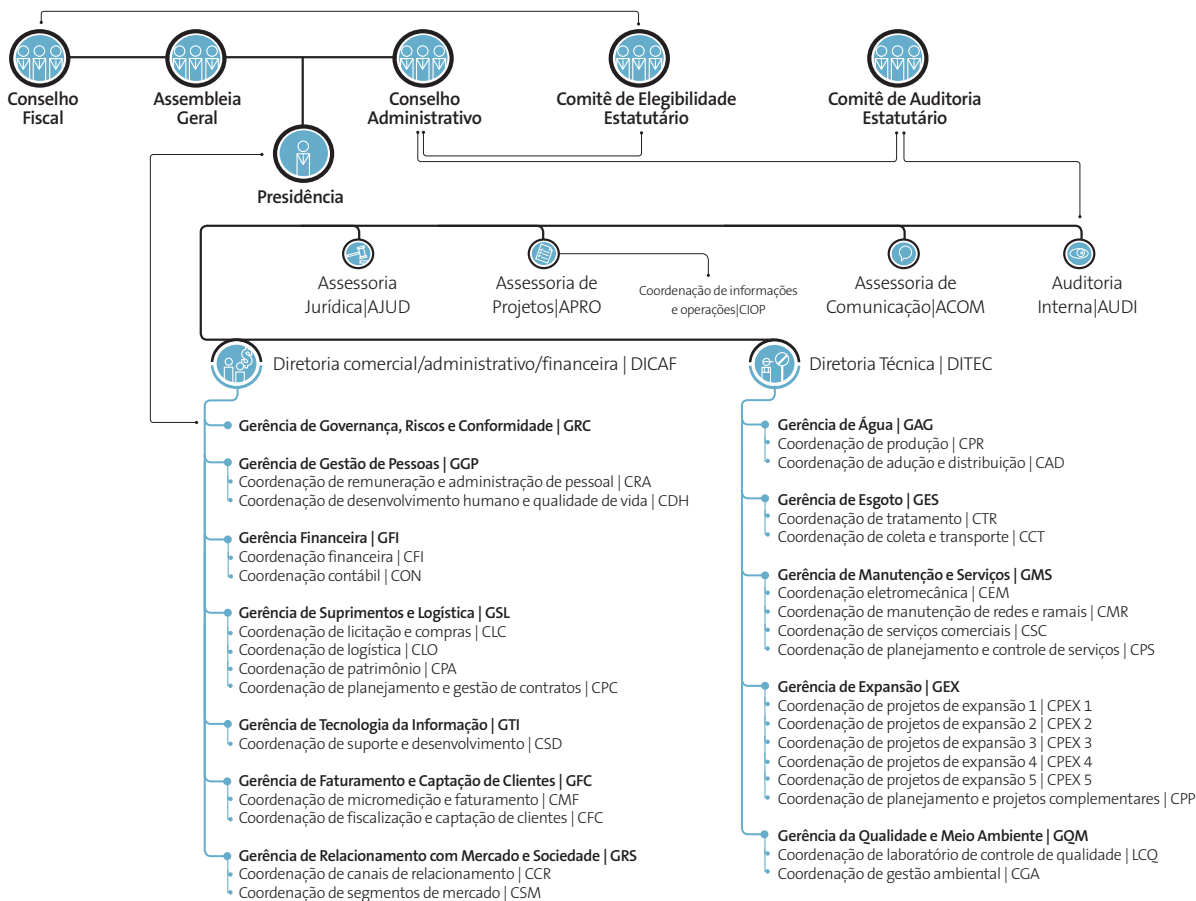 Conselho
Fiscal
Assembleia
Geral
Conselho
Administrativo
Comitê de Elegibilidade
Estatutário
Comitê de Auditoria
Estatutário
Presidência
Assessoria
Jurídica|AJUD
Assessoria de
Projetos|APRO
Coordenação de informações
e operações|CIOP
Assessoria de
Comunicação|ACOM
Auditoria
Interna|AUDI
Diretoria comercial/administrativo/financeira | DICAF
Gerência de Governança, Riscos e Conformidade | GRC
Gerência de Gestão de Pessoas | GGP
Coordenação de remuneração e administração de pessoal | CRA
Coordenação de desenvolvimento humano e qualidade de vida | CDH
Gerência Financeira | GFI
Coordenação financeira | CFI
Coordenação contábil | CON
Gerência de Suprimentos e Logística | GSL
Coordenação de licitação e compras | CLC
Coordenação de logística | CLO
Coordenação de patrimônio | CPA
Coordenação de planejamento e gestão de contratos | CPC
Gerência de Tecnologia da Informação | GTI
Coordenação de suporte e desenvolvimento | CSD
Gerência de Faturamento e Captação de Clientes | GFC
Coordenação de micromedição e faturamento | CMF
Coordenação de fiscalização e captação de clientes | CFC
Gerência de Relacionamento com Mercado e Sociedade | GRS
Coordenação de canais de relacionamento | CCR
Coordenação de segmentos de mercado | CSM
Diretoria Técnica | DITEC
Gerência de Água | GAG
Coordenação de produção | CPR
Coordenação de adução e distribuição | CAD
Gerência de Esgoto | GES
Coordenação de tratamento | CTR
Coordenação de coleta e transporte | CCT
Gerência de Manutenção e Serviços | GMS
Coordenação eletromecânica | CEM
Coordenação de manutenção de redes e ramais | CMR
Coordenação de serviços comerciais | CSC
Coordenação de planejamento e controle de serviços | CPS
Gerência de Expansão | GEX
Coordenação de projetos de expansão 1 | CPEX 1
Coordenação de projetos de expansão 2 | CPEX 2
Coordenação de projetos de expansão 3 | CPEX 3
Coordenação de projetos de expansão 4 | CPEX 4
Coordenação de projetos de expansão 5 | CPEX 5
Coordenação de planejamento e projetos complementares | CPP
Gerência da Qualidade e Meio Ambiente | GQM
Coordenação de laboratório de controle de qualidade | LCQ
Coordenação de gestão ambiental | CGA